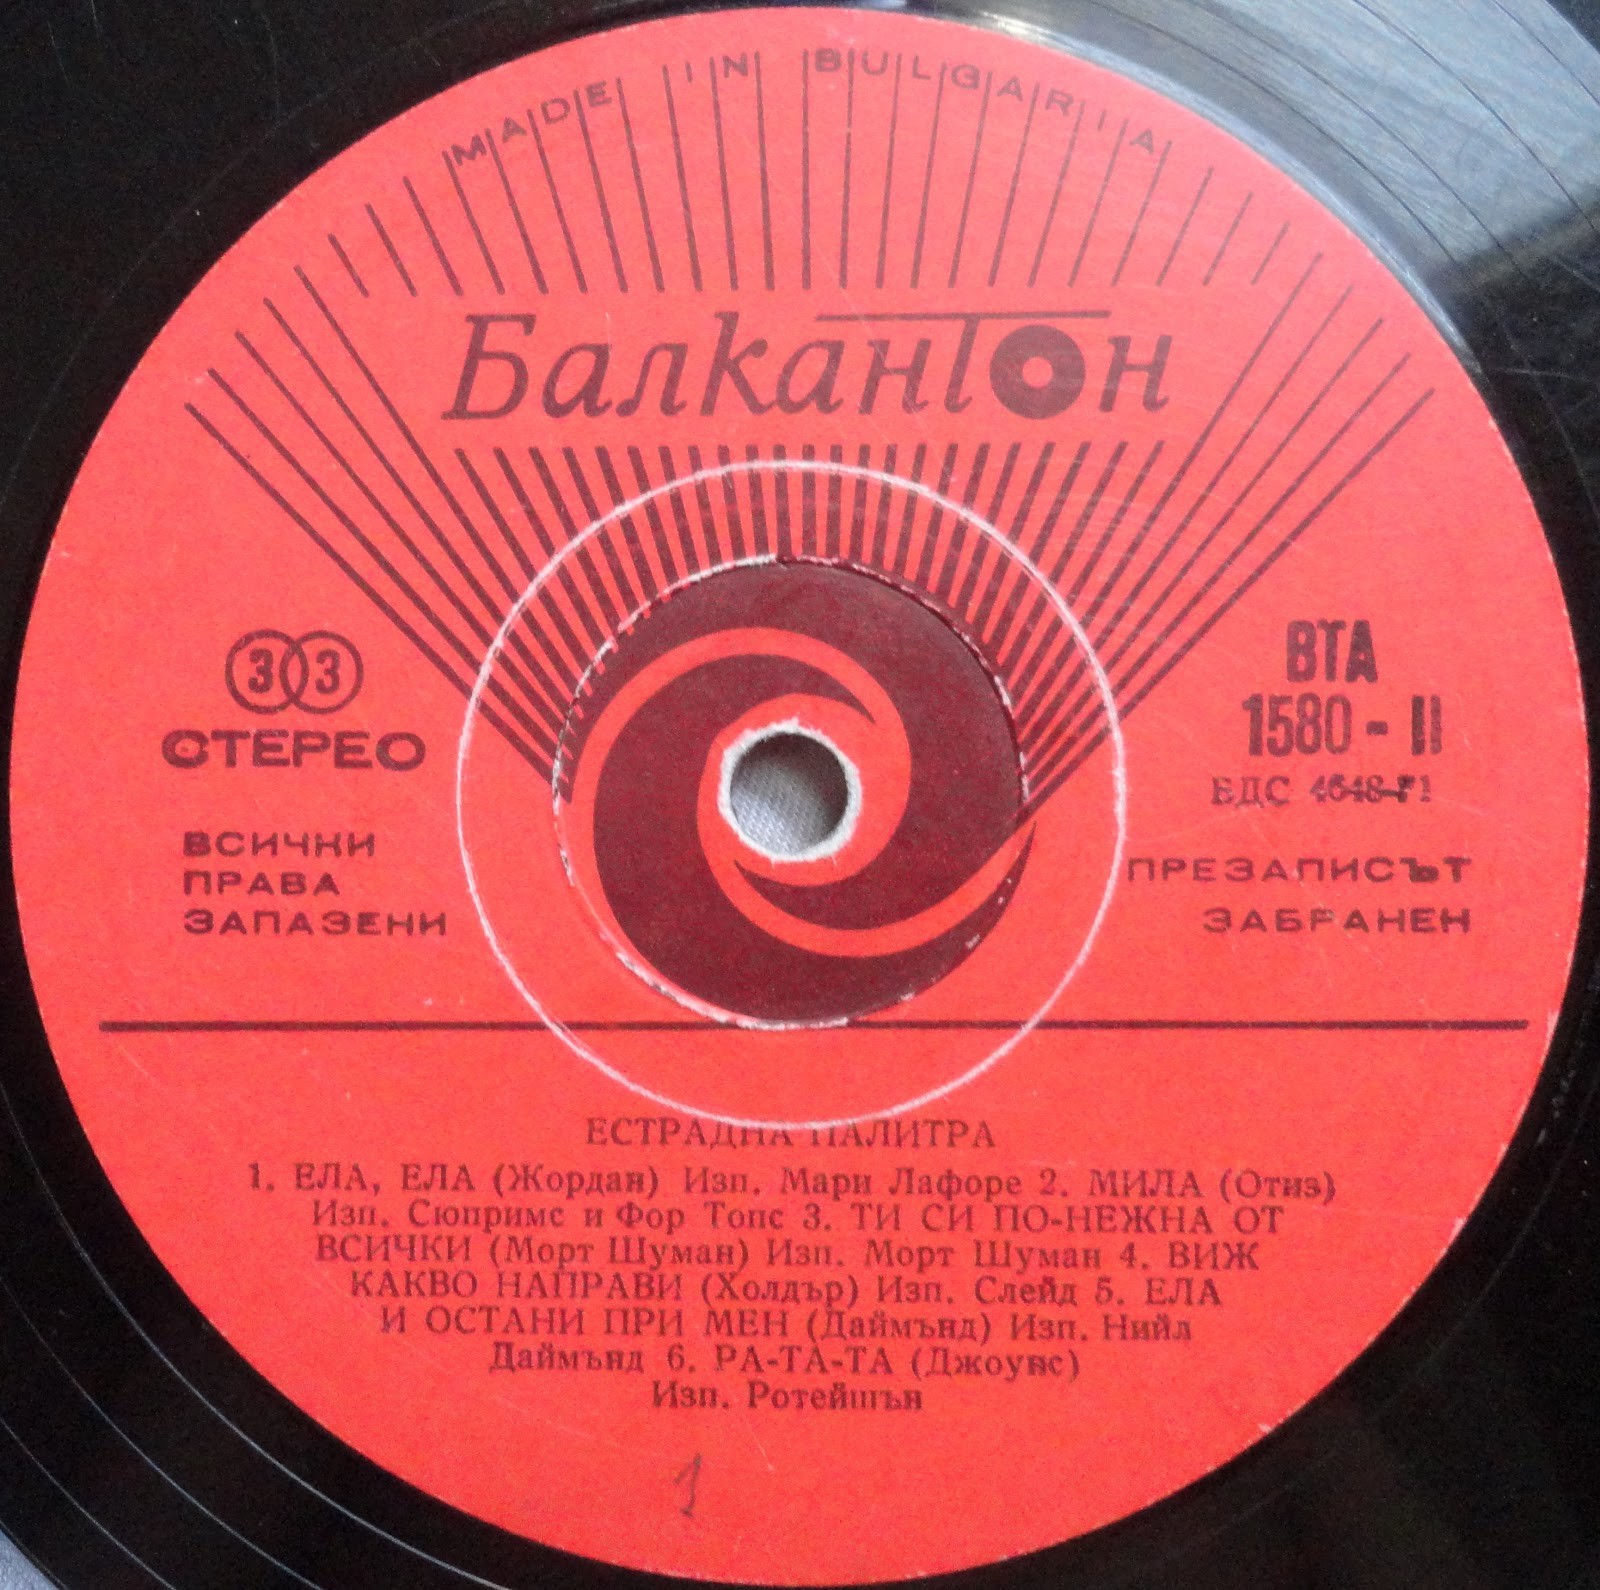 MADE IN BULGARIA
Балкантон
33
СТЕРЕО
ВТА
1580 - II
БДС 4648-71
ВСИЧКИ
ПРАВА
ЗАПАЗЕНИ
ПРЕЗАПИСЪТ
ЗАБРАНЕН
ЕСТРАДНА ПАЛИТРА
1. ЕЛА, ЕЛА (Жордан) Изп. Мари Лафоре 2. МИЛА (Отиз)
Изп. Сюпримс и Фор Топс 3. ТИ СИ ПО-НЕЖНА ОТ
ВСИЧКИ (Морт Шуман) Изп. Морт Шуман 4. ВИЖ
КАКВО НАПРАВИ (Холдър) Изп. Слейд 5. ЕЛА
И ОСТАНИ ПРИ МЕН (Даймънд) Изп. Нийл
Даймънд 6. РА-ТА-ТА (Джоунс)
Изп. Ротейшън
1